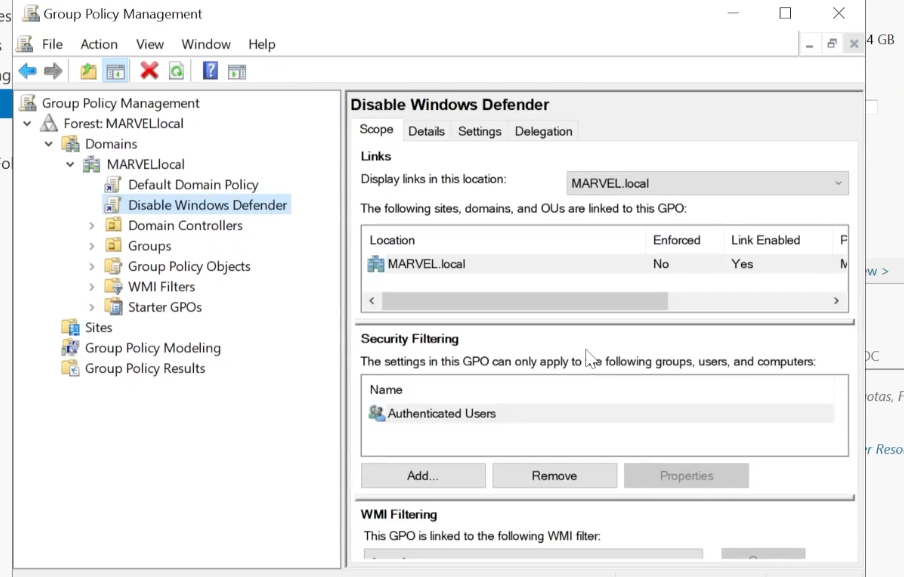 Group Policy Management
File Action View Window Help
4 GB
Group Policy Management
Forest: MARVEL.local
Domains
MARVEL.local
Default Domain Policy
Disable Windows Defender
Domain Controllers
Groups
Group Policy Objects
WMI Filters
Starter GPOs
Sites
Group Policy Modeling
Group Policy Results
Disable Windows Defender
Scope Details Settings Delegation
Links
Display links in this location: MARVEL.local
The following sites, domains, and OUs are linked to this GPO:
Location Enforced Link Enabled P
MARVEL.local No Yes M
Security Filtering
The settings in this GPO can only apply to the following groups, users, and computers:
Name
Authenticated Users
Add... Remove Properties
WMI Filtering
This GPO is linked to the following WMI filter:
ew >
DC
otas, F
er Reso